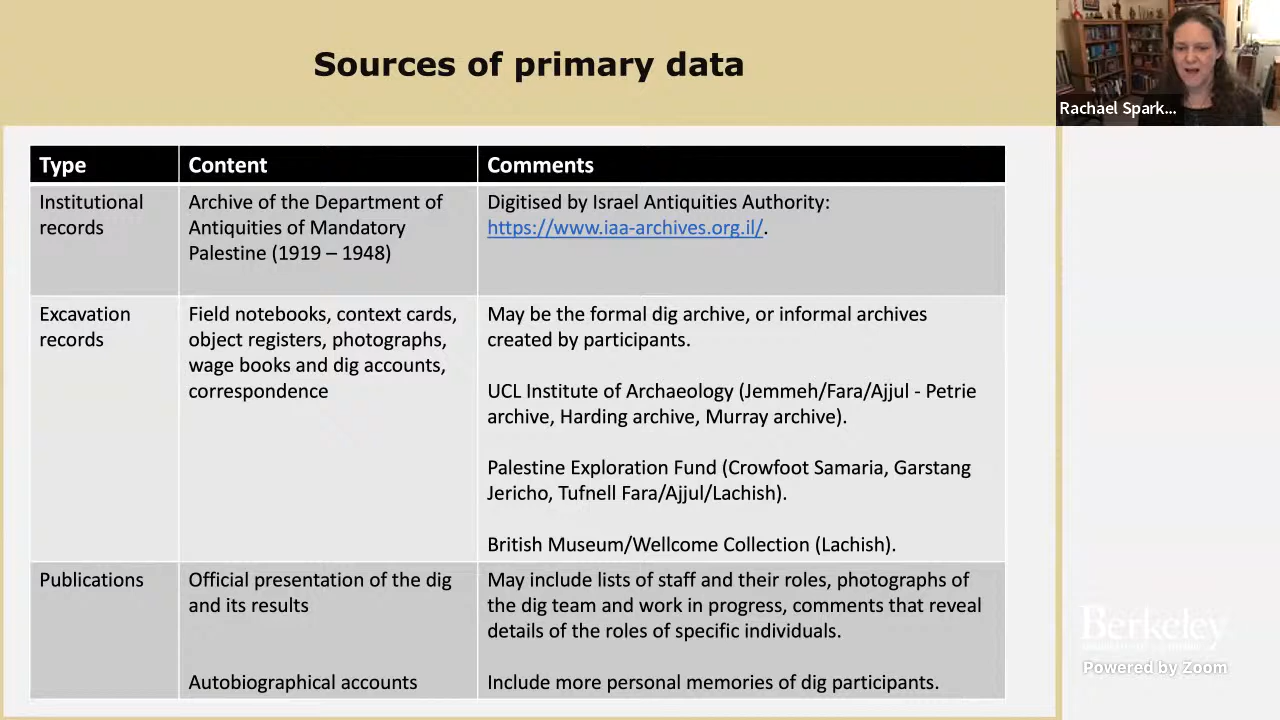 Sources of primary data
Rachael Spark...
Type
Content
Comments
Institutional
records
Archive of the Department of
Antiquities of Mandatory
Palestine (1919 – 1948)
Digitised by Israel Antiquities Authority:
https://www.iaa-archives.org.il/.
Excavation
records
Field notebooks, context cards,
object registers, photographs,
wage books and dig accounts,
correspondence
May be the formal dig archive, or informal archives
created by participants.
UCL Institute of Archaeology (Jemmeh/Fara/Ajjul - Petrie
archive, Harding archive, Murray archive).
Palestine Exploration Fund (Crowfoot Samaria, Garstang
Jericho, Tufnell Fara/Ajjul/Lachish).
British Museum/Wellcome Collection (Lachish).
Publications
Official presentation of the dig
and its results
May include lists of staff and their roles, photographs of
the dig team and work in progress, comments that reveal
details of the roles of specific individuals.
Autobiographical accounts
Include more personal memories of dig participants.
Berkeley
Powered by Zoom